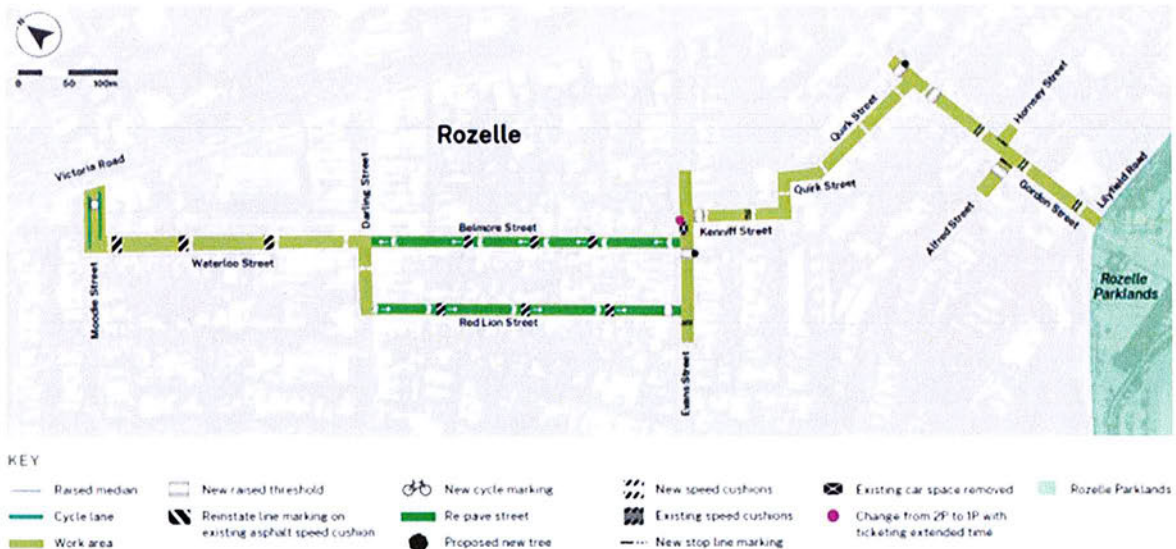 N
0 50 100m
Rozelle
Victoria Road
Moodie Street
Waterloo Street
Darling Street
Belmore Street
Red Lion Street
Evans Street
Kenniff Street
Quirk Street
Quirk Street
Hornsey Street
Alfred Street
Gordon Street
Lilyfield Road
Rozelle
Parklands
KEY
Raised median
Cycle lane
Work area
New raised threshold
Reinstate line marking on
existing asphalt speed cushion
New cycle marking
Re-pave street
Proposed new tree
New speed cushions
Existing speed cushions
New stop line marking
Existing car space removed
Change from 2P to 1P with
ticketing extended time
Rozelle Parklands